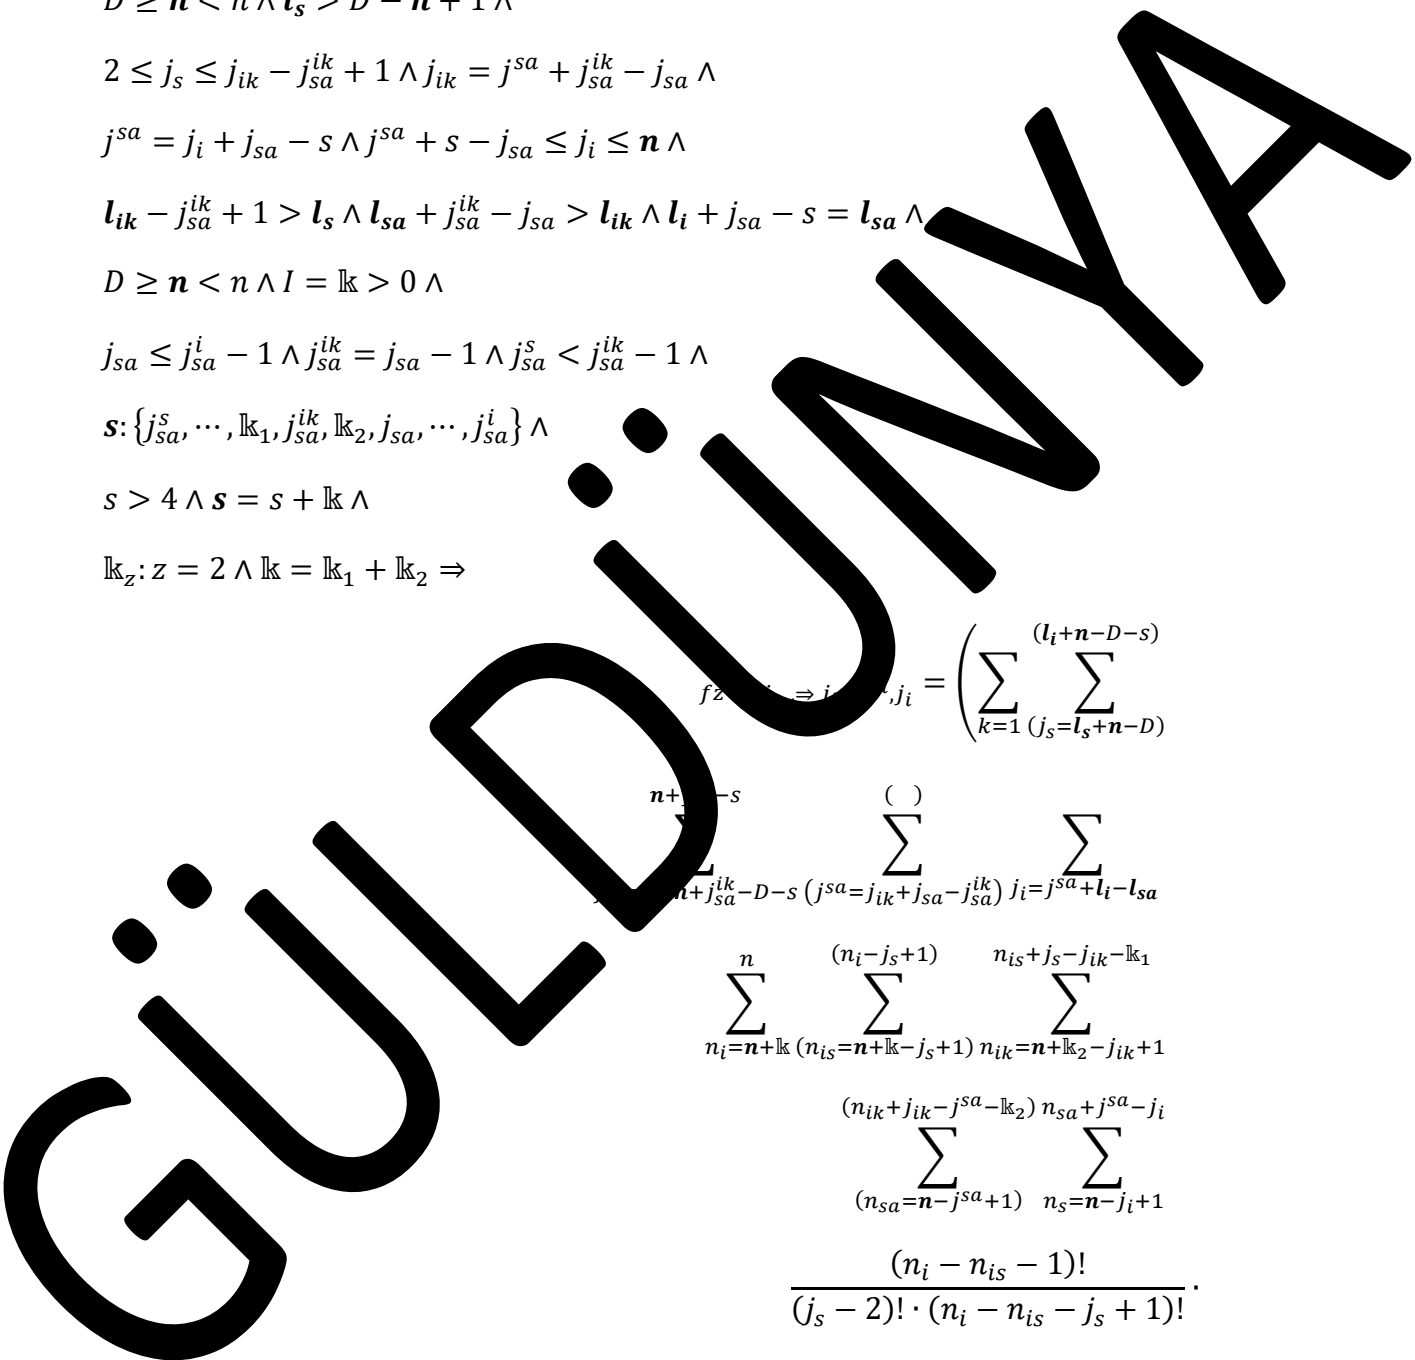 D ≥ n < n ∧ l_s > D − n + 1 ∧
2 ≤ j_s ≤ j_{ik} − j_{sa}^{ik} + 1 ∧ j_{ik} = j^{sa} + j_{sa}^{ik} − j_{sa} ∧
j^{sa} = j_i + j_{sa} − s ∧ j^{sa} + s − j_{sa} ≤ j_i ≤ n ∧
l_{ik} − j_{sa}^{ik} + 1 > l_s ∧ l_{sa} + j_{sa}^{ik} − j_{sa} > l_{ik} ∧ l_i + j_{sa} − s = l_{sa} ∧
D ≥ n < n ∧ I = 𝕜 > 0 ∧
j_{sa} ≤ j_{sa}^i − 1 ∧ j_{sa}^{ik} = j_{sa} − 1 ∧ j_{sa}^s < j_{sa}^{ik} − 1 ∧
s: {j_{sa}^s, ⋯, 𝕜_1, j_{sa}^{ik}, 𝕜_2, j_{sa}, ⋯, j_{sa}^i} ∧
s > 4 ∧ s = s + 𝕜 ∧
𝕜_z: z = 2 ∧ 𝕜 = 𝕜_1 + 𝕜_2 ⇒
(l_i+n−D−s)
fz ⇒ ,j_i = ( ∑ ∑
k=1 (j_s=l_s+n−D)
n+ −s ( )
∑ ∑ ∑
n+j_{sa}^{ik}−D−s (j^{sa}=j_{ik}+j_{sa}−j_{sa}^{ik}) j_i=j^{sa}+l_i−l_{sa}
n (n_i−j_s+1) n_{is}+j_s−j_{ik}−𝕜_1
∑ ∑ ∑
n_i=n+𝕜 (n_{is}=n+𝕜−j_s+1) n_{ik}=n+𝕜_2−j_{ik}+1
(n_{ik}+j_{ik}−j^{sa}−𝕜_2) n_{sa}+j^{sa}−j_i
∑ ∑
(n_{sa}=n−j^{sa}+1) n_s=n−j_i+1
(n_i − n_{is} − 1)!
(j_s − 2)! · (n_i − n_{is} − j_s + 1)! ·
GÜLDÜNYA